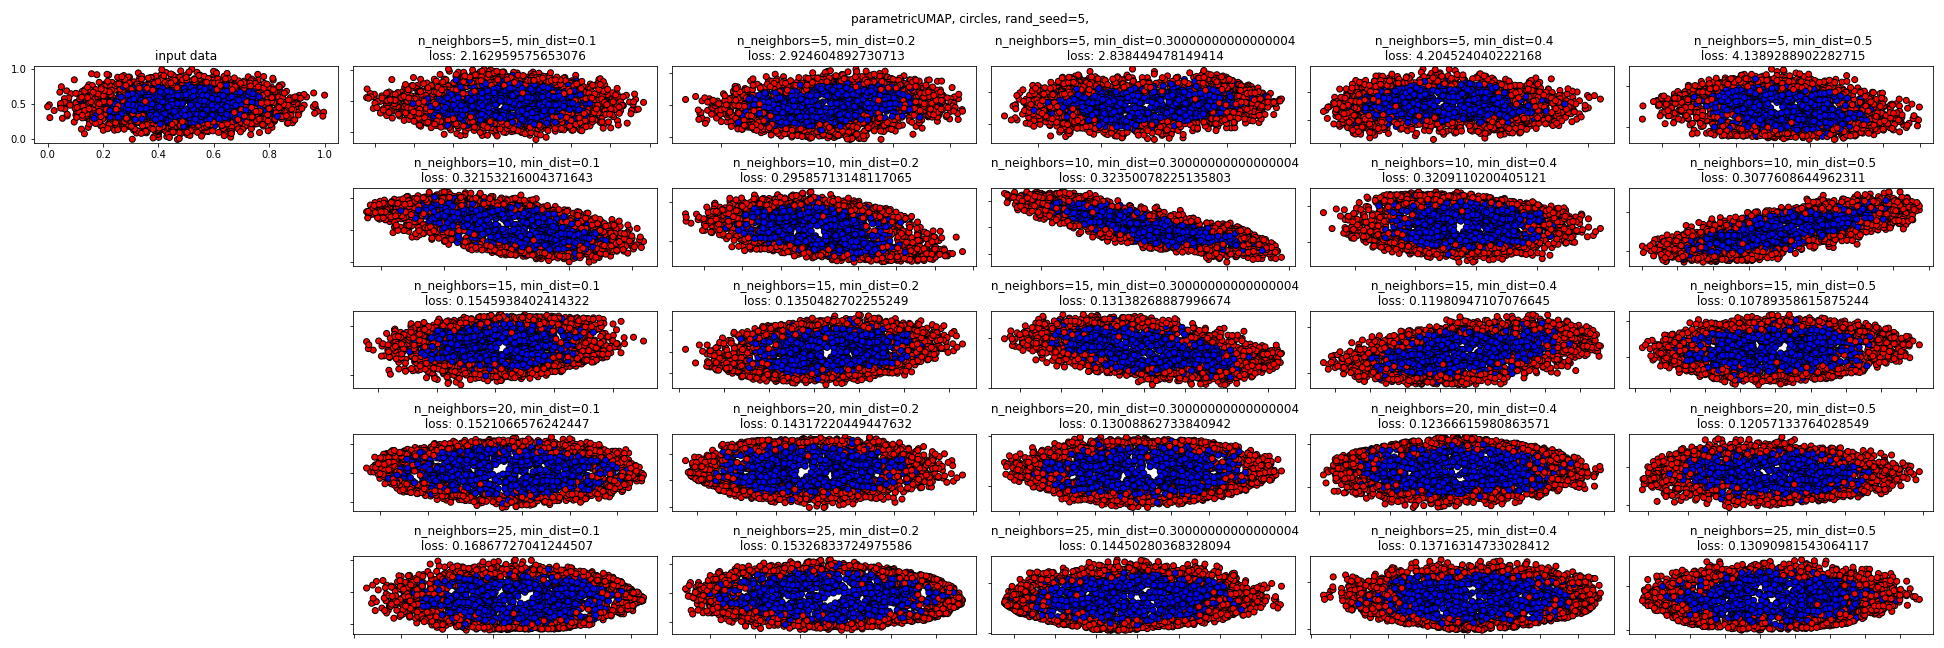 parametricUMAP, circles, rand_seed=5,
input data
1.0
0.5
0.0
0.0 0.2 0.4 0.6 0.8 1.0
n_neighbors=5, min_dist=0.1
loss: 2.162959575653076
n_neighbors=5, min_dist=0.2
loss: 2.924604892730713
n_neighbors=5, min_dist=0.30000000000000004
loss: 2.838449478149414
n_neighbors=5, min_dist=0.4
loss: 4.204524040222168
n_neighbors=5, min_dist=0.5
loss: 4.1389288902282715
n_neighbors=10, min_dist=0.1
loss: 0.32153216004371643
n_neighbors=10, min_dist=0.2
loss: 0.29585713148117065
n_neighbors=10, min_dist=0.30000000000000004
loss: 0.32350078225135803
n_neighbors=10, min_dist=0.4
loss: 0.3209110200405121
n_neighbors=10, min_dist=0.5
loss: 0.3077608644962311
n_neighbors=15, min_dist=0.1
loss: 0.15459384024143​22
n_neighbors=15, min_dist=0.2
loss: 0.1350482702255249
n_neighbors=15, min_dist=0.30000000000000004
loss: 0.13138268887996674
n_neighbors=15, min_dist=0.4
loss: 0.11980947107076645
n_neighbors=15, min_dist=0.5
loss: 0.10789358615875244
n_neighbors=20, min_dist=0.1
loss: 0.1521066576242447
n_neighbors=20, min_dist=0.2
loss: 0.14317220449447632
n_neighbors=20, min_dist=0.30000000000000004
loss: 0.13008862733840942
n_neighbors=20, min_dist=0.4
loss: 0.12366615980863571
n_neighbors=20, min_dist=0.5
loss: 0.12057133764028549
n_neighbors=25, min_dist=0.1
loss: 0.168677270412445​07
n_neighbors=25, min_dist=0.2
loss: 0.15326833724975586
n_neighbors=25, min_dist=0.30000000000000004
loss: 0.14450280368328094
n_neighbors=25, min_dist=0.4
loss: 0.13716314733028412
n_neighbors=25, min_dist=0.5
loss: 0.13090981543064117